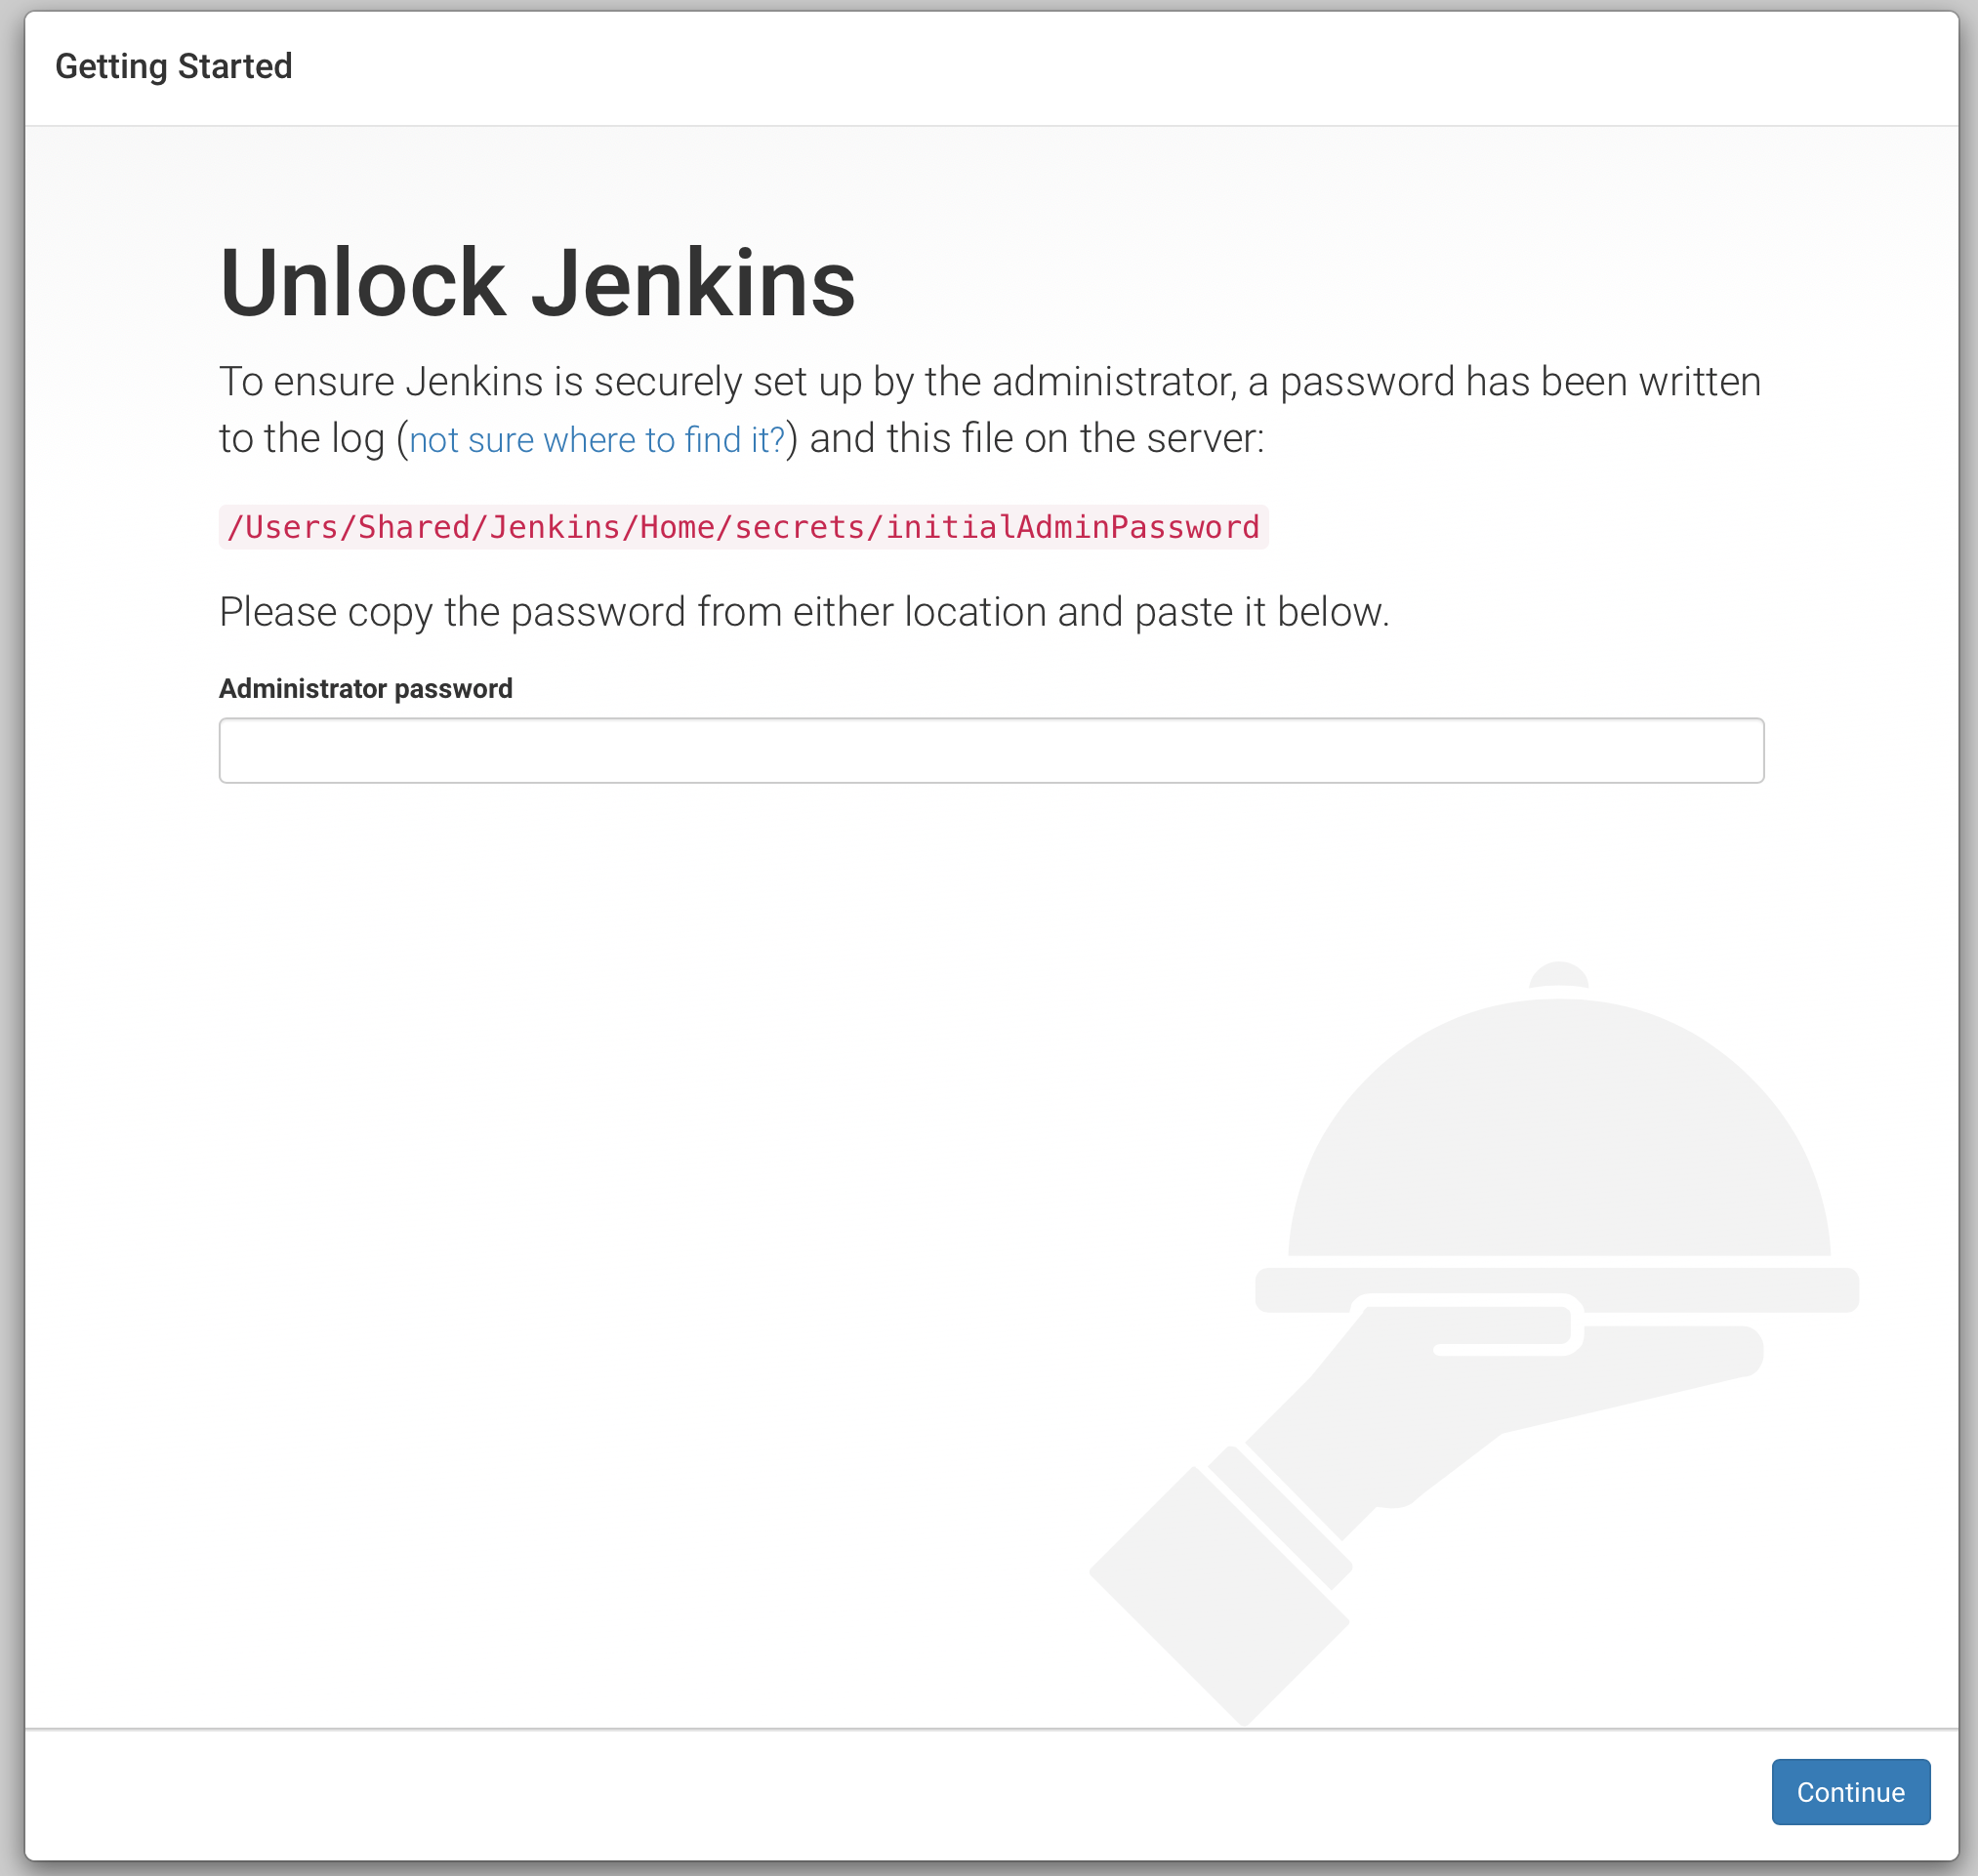 Getting Started
Unlock Jenkins
To ensure Jenkins is securely set up by the administrator, a password has been written
to the log (not sure where to find it?) and this file on the server:
/Users/Shared/Jenkins/Home/secrets/initialAdminPassword
Please copy the password from either location and paste it below.
Administrator password
Continue